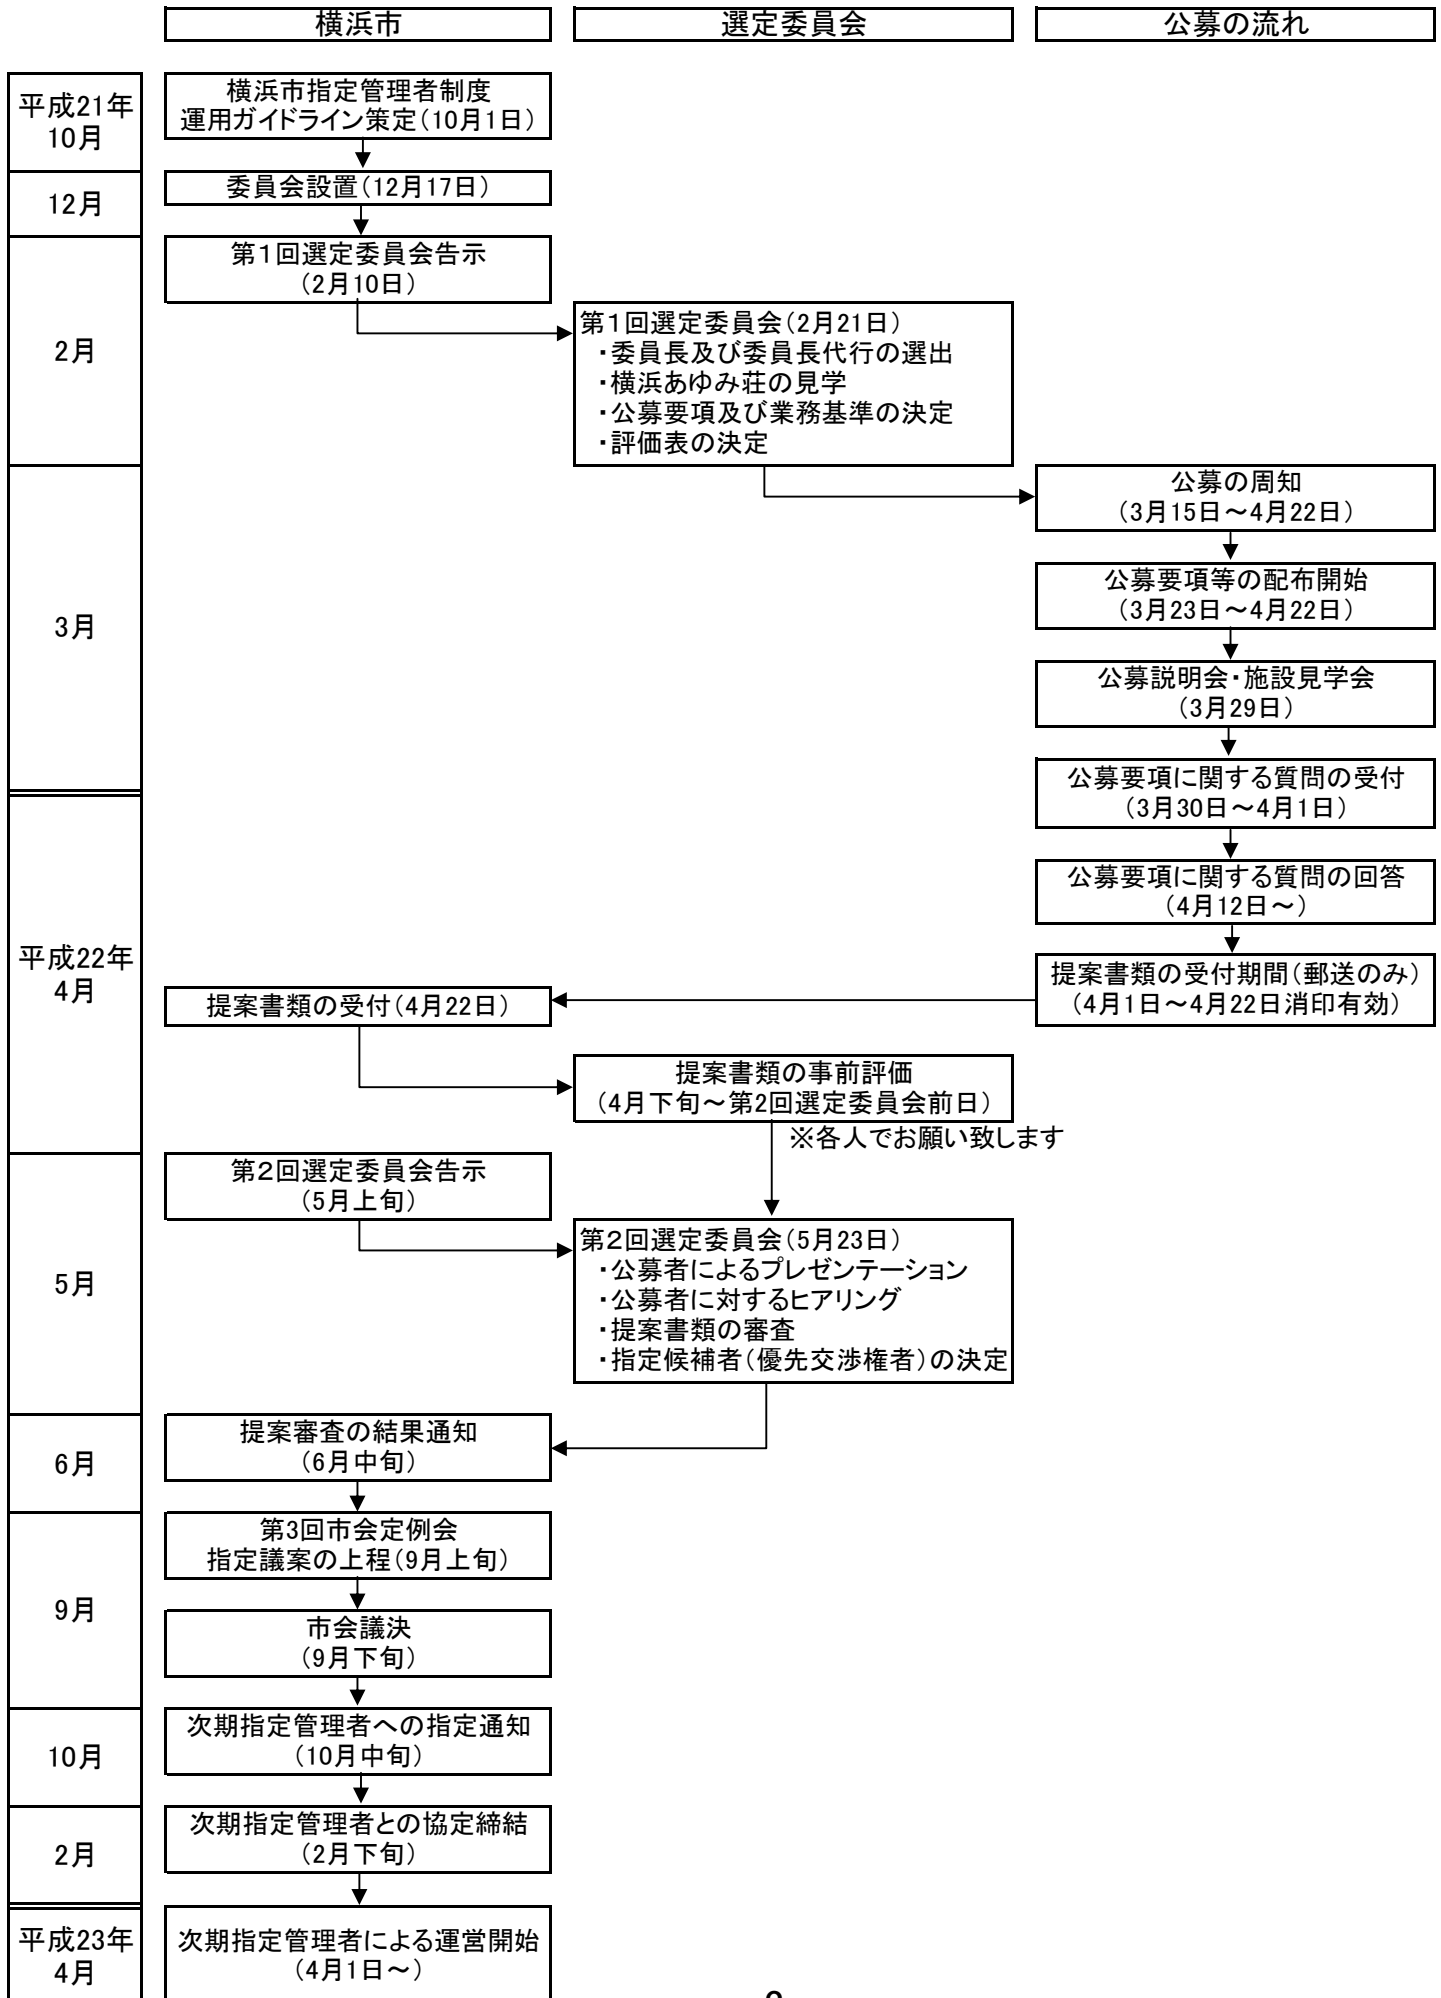 横浜市
選定委員会
公募の流れ
平成21年
10月
横浜市指定管理者制度
運用ガイドライン策定（10月1日）
12月
委員会設置（12月17日）
2月
第1回選定委員会告示
（2月10日）
第1回選定委員会（2月21日）
・委員長及び委員長代行の選出
・横浜あゆみ荘の見学
・公募要項及び業務基準の決定
・評価表の決定
3月
公募の周知
（3月15日～4月22日）
公募要項等の配布開始
（3月23日～4月22日）
公募説明会・施設見学会
（3月29日）
公募要項に関する質問の受付
（3月30日～4月1日）
平成22年
4月
公募要項に関する質問の回答
（4月12日～）
提案書類の受付期間（郵送のみ）
（4月1日～4月22日消印有効）
提案書類の受付（4月22日）
提案書類の事前評価
（4月下旬～第2回選定委員会前日）
※各人でお願い致します
5月
第2回選定委員会告示
（5月上旬）
第2回選定委員会（5月23日）
・公募者によるプレゼンテーション
・公募者に対するヒアリング
・提案書類の審査
・指定候補者（優先交渉権者）の決定
6月
提案審査の結果通知
（6月中旬）
9月
第3回市会定例会
指定議案の上程（9月上旬）
市会議決
（9月下旬）
10月
次期指定管理者への指定通知
（10月中旬）
2月
次期指定管理者との協定締結
（2月下旬）
平成23年
4月
次期指定管理者による運営開始
（4月1日～）